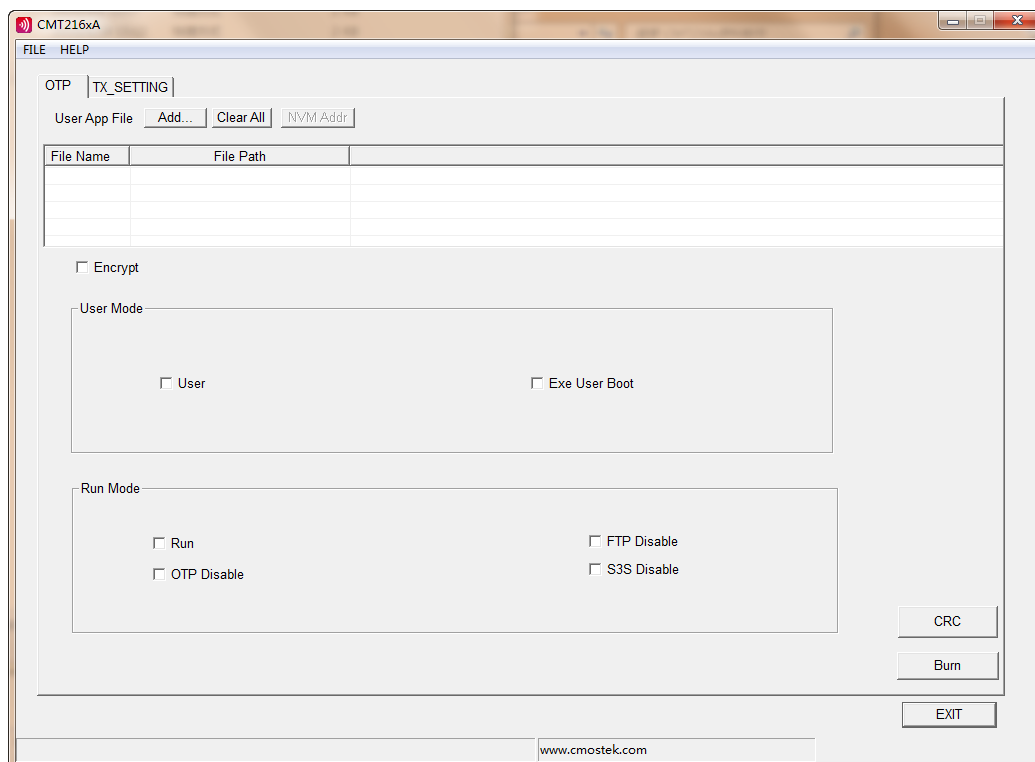 CMT216xA
FILE HELP
OTP TX_SETTING
User App File Add... Clear All NVM Addr
File Name File Path
Encrypt
User Mode
User Exe User Boot
Run Mode
Run FTP Disable
OTP Disable S3S Disable
CRC
Burn
EXIT
www.cmostek.com